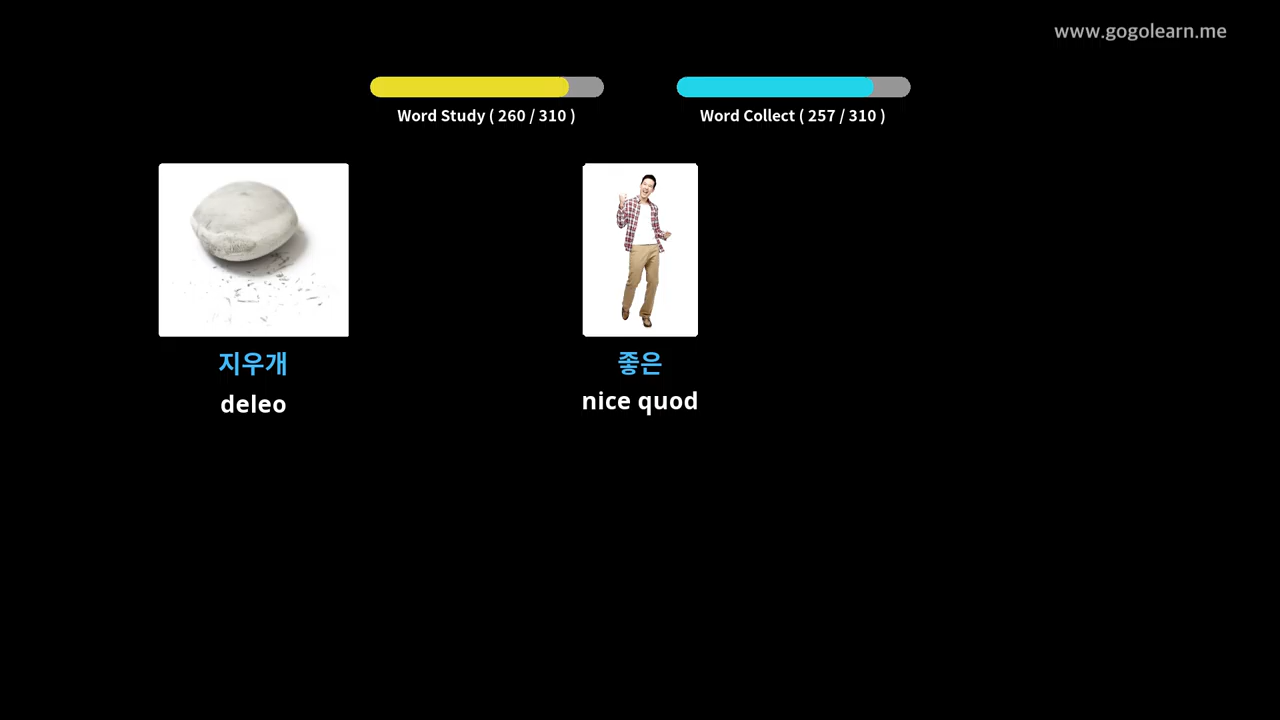 www.gogolearn.me
Word Study ( 260 / 310 )
Word Collect ( 257 / 310 )
지우개
deleo
좋은
nice quod